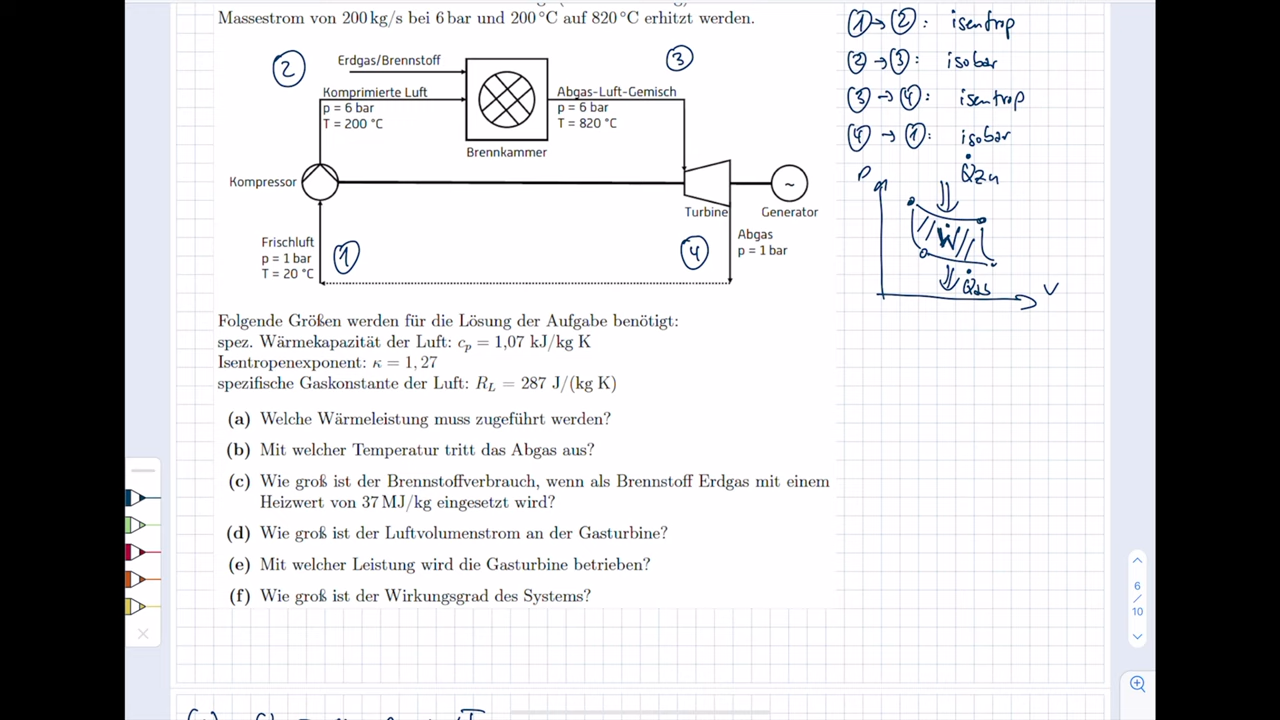 Massestrom von 200 kg/s bei 6 bar und 200 °C auf 820 °C erhitzt werden.
①→②: isentrop
②→③: isobar
③→④: isentrop
④→①: isobar
②
③
Erdgas/Brennstoff
Komprimierte Luft
p = 6 bar
T = 200 °C
Abgas-Luft-Gemisch
p = 6 bar
T = 820 °C
Brennkammer
Kompressor
Turbine
~
Generator
Frischluft
p = 1 bar
T = 20 °C
①
④
Abgas
p = 1 bar
P
Q̇zu
Ẇ
Q̇ab
V
Folgende Größen werden für die Lösung der Aufgabe benötigt:
spez. Wärmekapazität der Luft: cₚ = 1,07 kJ/kg K
Isentropenexponent: κ = 1, 27
spezifische Gaskonstante der Luft: R_L = 287 J/(kg K)
(a) Welche Wärmeleistung muss zugeführt werden?
(b) Mit welcher Temperatur tritt das Abgas aus?
(c) Wie groß ist der Brennstoffverbrauch, wenn als Brennstoff Erdgas mit einem
Heizwert von 37 MJ/kg eingesetzt wird?
(d) Wie groß ist der Luftvolumenstrom an der Gasturbine?
(e) Mit welcher Leistung wird die Gasturbine betrieben?
(f) Wie groß ist der Wirkungsgrad des Systems?
6
/
10